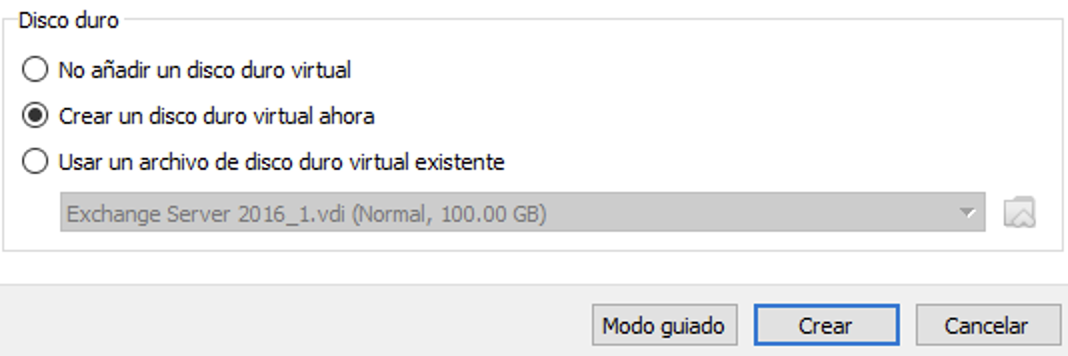 Disco duro
No añadir un disco duro virtual
Crear un disco duro virtual ahora
Usar un archivo de disco duro virtual existente
Exchange Server 2016_1.vdi (Normal, 100.00 GB)
Modo guiado Crear Cancelar